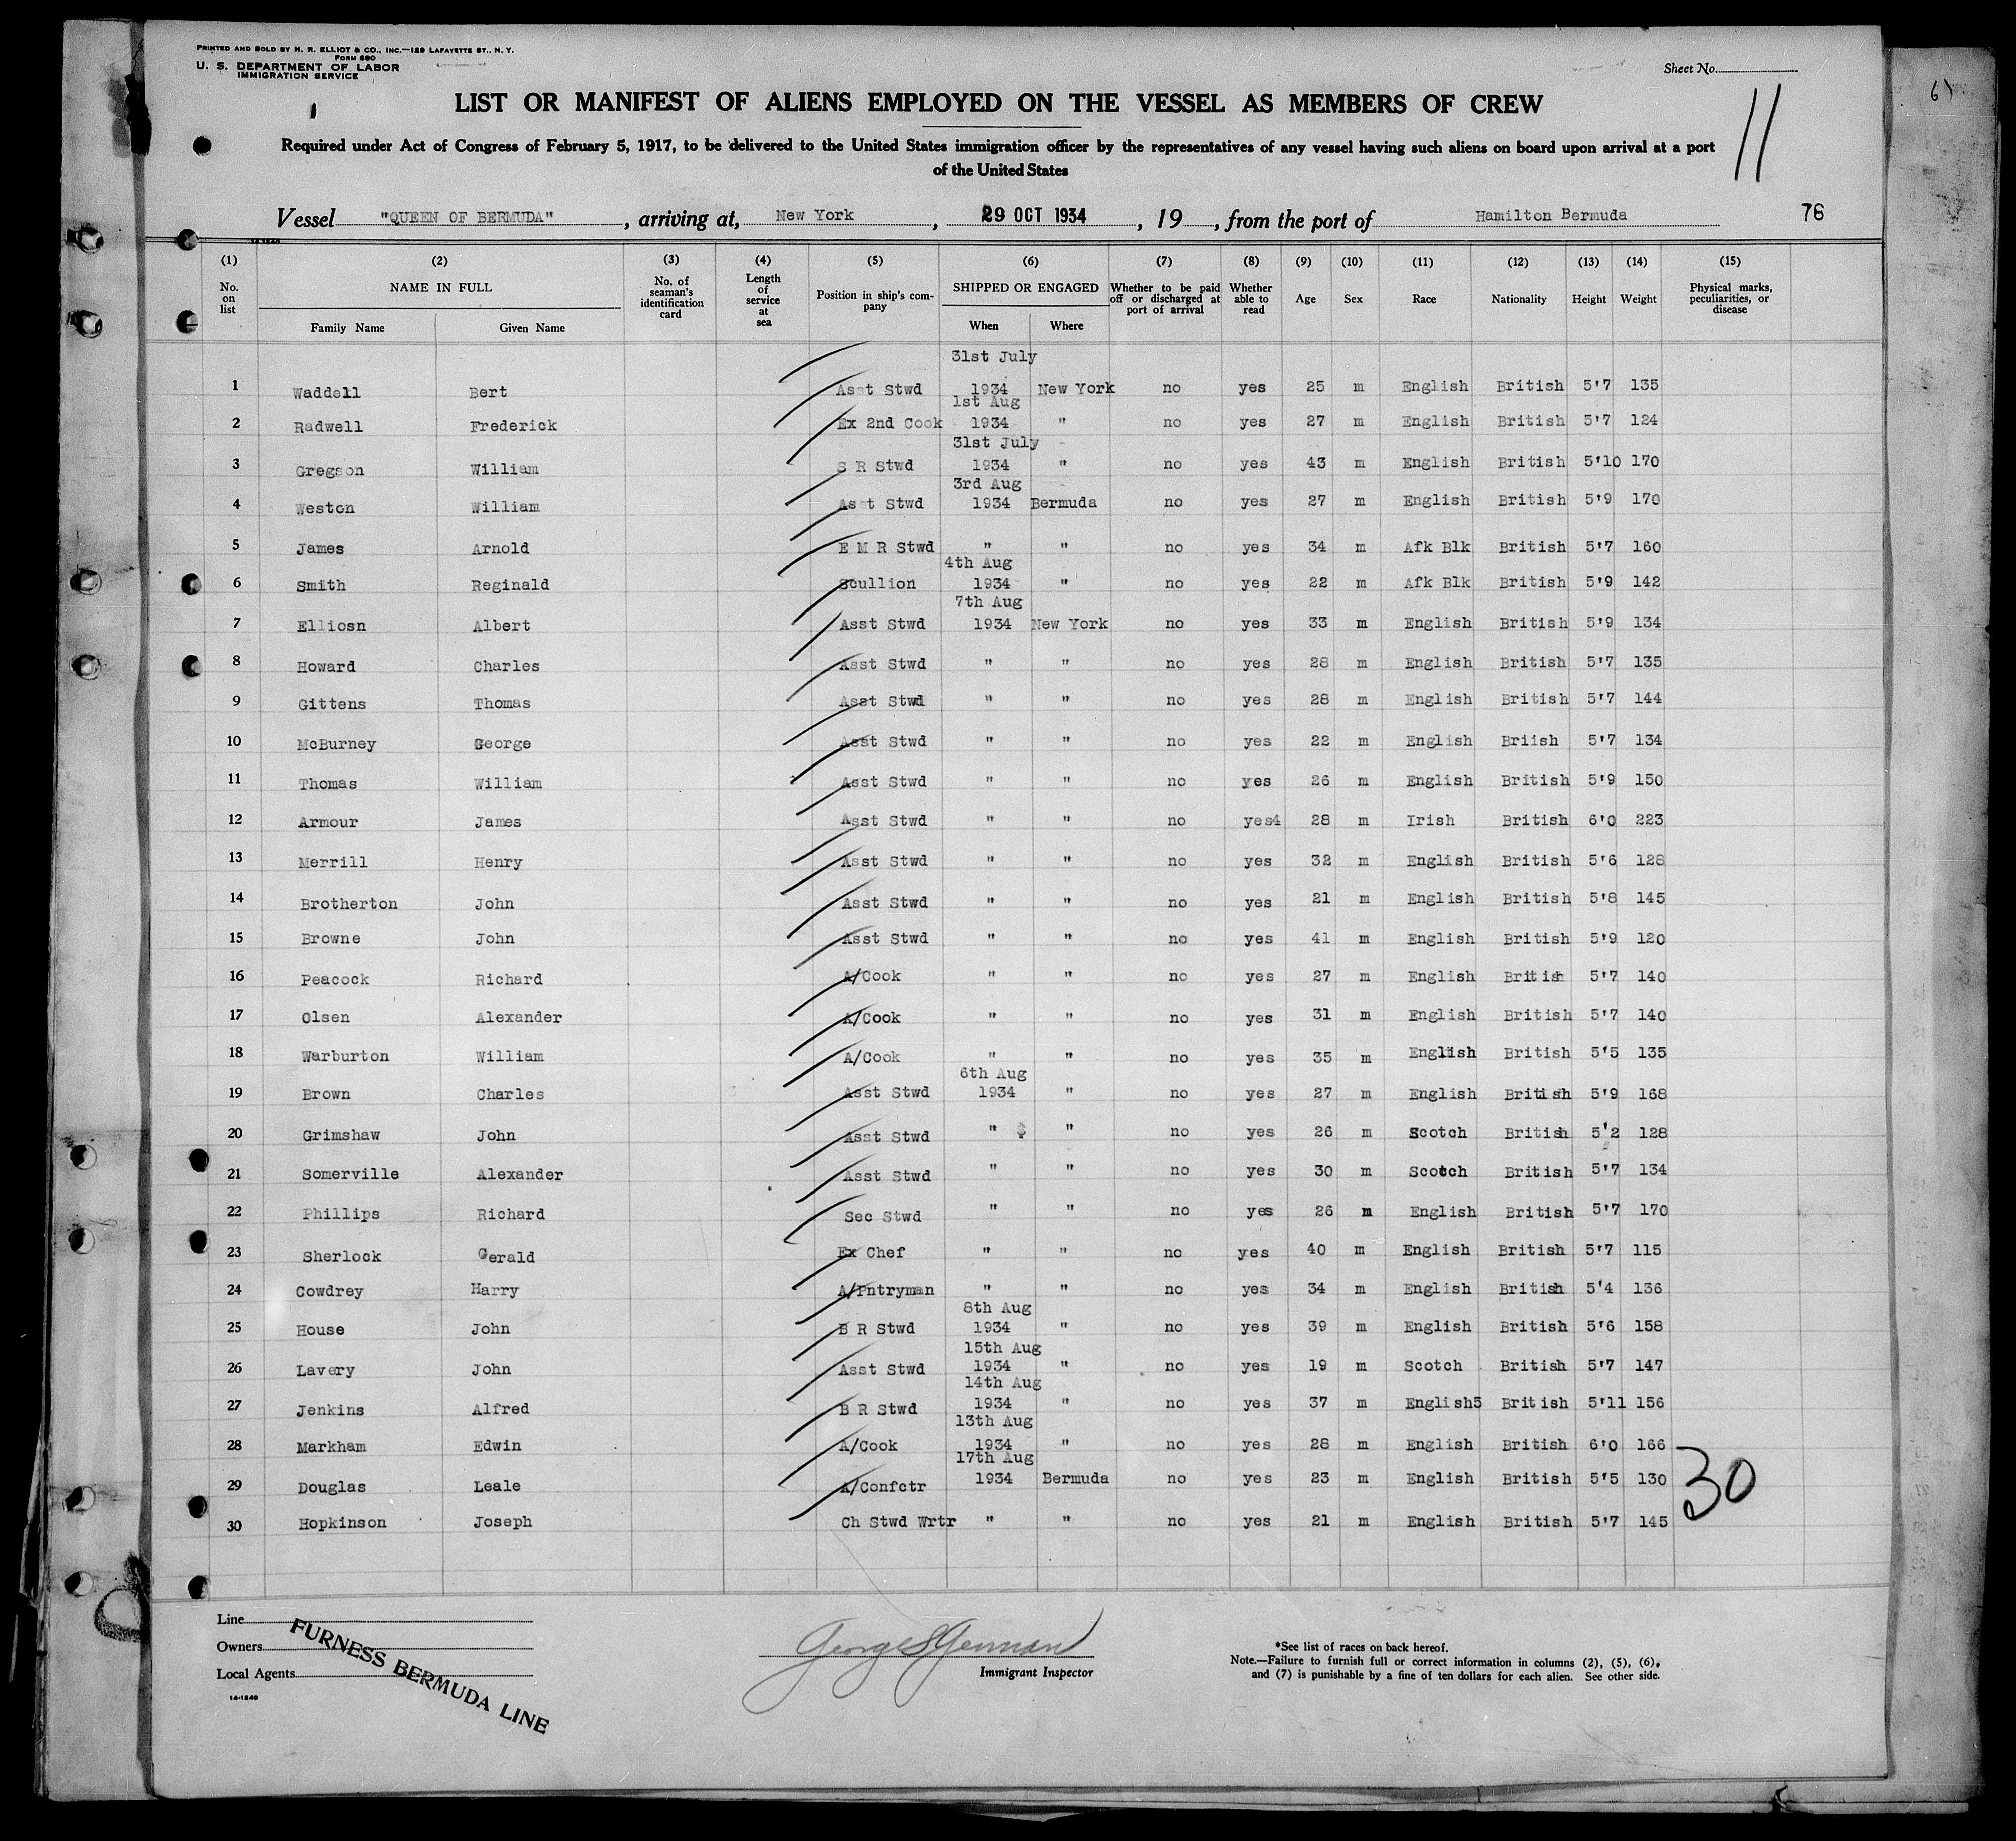 PRINTED AND SOLD BY H. R. ELLIOT & CO., INC.—129 LAFAYETTE ST., N. Y.
FORM 680
U. S. DEPARTMENT OF LABOR
IMMIGRATION SERVICE
Sheet No.
11
6)
LIST OR MANIFEST OF ALIENS EMPLOYED ON THE VESSEL AS MEMBERS OF CREW
Required under Act of Congress of February 5, 1917, to be delivered to the United States immigration officer by the representatives of any vessel having such aliens on board upon arrival at a port
of the United States
Vessel "QUEEN OF BERMUDA", arriving at, New York, 29 OCT 1934, 19, from the port of Hamilton Bermuda 76
14-1240
(1) (2) (3) (4) (5) (6) (7) (8) (9) (10) (11) (12) (13) (14) (15)
No. on list NAME IN FULL No. of seaman's identification card Length of service at sea Position in ship's company SHIPPED OR ENGAGED Whether to be paid off or discharged at port of arrival Whether able to read Age Sex Race Nationality Height Weight Physical marks, peculiarities, or disease
Family Name Given Name When Where
31st July
1 Waddell Bert Asst Stwd 1934 New York no yes 25 m English British 5'7 135
1st Aug
2 Radwell Frederick Ex 2nd Cook 1934 " no yes 27 m English British 5'7 124
31st July
3 Gregson William S R Stwd 1934 " no yes 43 m English British 5'10 170
3rd Aug
4 Weston William Asst Stwd 1934 Bermuda no yes 27 m English British 5'9 170
5 James Arnold E M R Stwd " " no yes 34 m Afk Blk British 5'7 160
4th Aug
6 Smith Reginald Scullion 1934 " no yes 22 m Afk Blk British 5'9 142
7th Aug
7 Elliosn Albert Asst Stwd 1934 New York no yes 33 m English British 5'9 134
8 Howard Charles Asst Stwd " " no yes 28 m English British 5'7 135
9 Gittens Thomas Asst Stwd " " no yes 28 m English British 5'7 144
10 McBurney George Asst Stwd " " no yes 22 m English Briish 5'7 134
11 Thomas William Asst Stwd " " no yes 26 m English British 5'9 150
12 Armour James Asst Stwd " " no yes4 28 m Irish British 6'0 223
13 Merrill Henry Asst Stwd " " no yes 32 m English British 5'6 128
14 Brotherton John Asst Stwd " " no yes 21 m English British 5'8 145
15 Browne John Asst Stwd " " no yes 41 m English British 5'9 120
16 Peacock Richard A/Cook " " no yes 27 m English British 5'7 140
17 Olsen Alexander A/Cook " " no yes 31 m English British 5'7 140
18 Warburton William A/Cook " " no yes 35 m English British 5'5 135
6th Aug
19 Brown Charles Asst Stwd 1934 " no yes 27 m English British 5'9 168
20 Grimshaw John Asst Stwd " " no yes 26 m Scotch British 5'2 128
21 Somerville Alexander Asst Stwd " " no yes 30 m Scotch British 5'7 134
22 Phillips Richard Sec Stwd " " no yes 26 m English British 5'7 170
23 Sherlock Gerald Ex Chef " " no yes 40 m English British 5'7 115
24 Cowdrey Harry A/Pntryman " " no yes 34 m English British 5'4 136
8th Aug
25 House John B R Stwd 1934 " no yes 39 m English British 5'6 158
15th Aug
26 Lavery John Asst Stwd 1934 " no yes 19 m Scotch British 5'7 147
14th Aug
27 Jenkins Alfred B R Stwd 1934 " no yes 37 m English5 British 5'11 156
13th Aug
28 Markham Edwin A/Cook 1934 " no yes 28 m English British 6'0 166
17th Aug
29 Douglas Leale A/Confctr 1934 Bermuda no yes 23 m English British 5'5 130
30
30 Hopkinson Joseph Ch Stwd Wrtr " " no yes 21 m English British 5'7 145
Line
Owners
Local Agents
FURNESS BERMUDA LINE
14-1240
Immigrant Inspector
*See list of races on back hereof.
Note.—Failure to furnish full or correct information in columns (2), (5), (6),
and (7) is punishable by a fine of ten dollars for each alien. See other side.